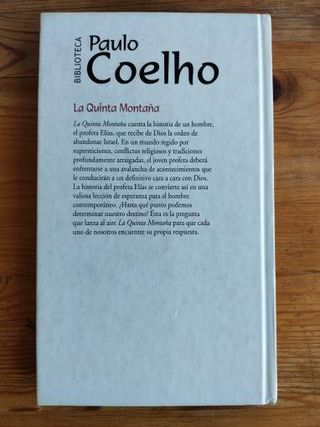 BIBLIOTECA
Paulo
Coelho
La Quinta Montaña
La Quinta Montaña cuenta la historia de un hombre,
el profeta Elías, que recibe de Dios la orden de
abandonar Israel. En un mundo regido por
supersticiones, conflictos religiosos y tradiciones
profundamente arraigadas, el joven profeta deberá
enfrentarse a una avalancha de acontecimientos que
le conducirán a un definitivo cara a cara con Dios.
La historia del profeta Elías se convierte así en una
valiosa lección de esperanza para el hombre
contemporáneo. ¿Hasta qué punto podemos
determinar nuestro destino? Ésta es la pregunta
que lanza al aire La Quinta Montaña para que cada
uno de nosotros encuentre su propia respuesta.